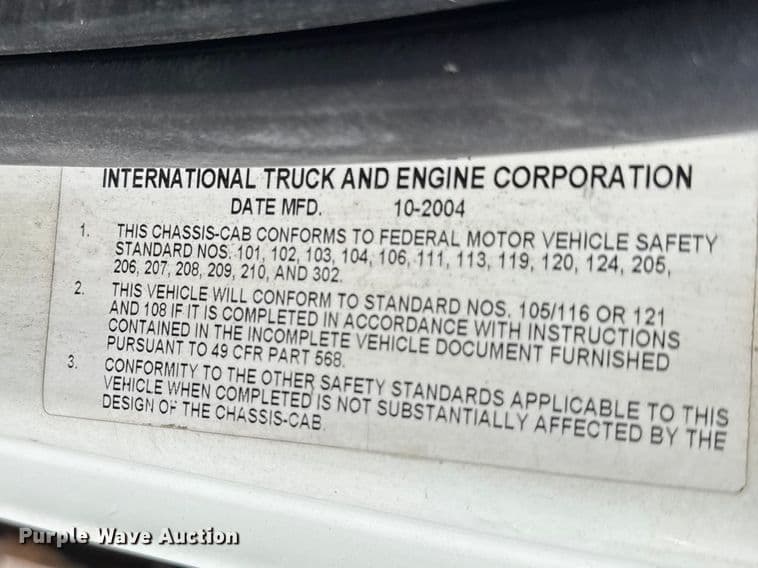 INTERNATIONAL TRUCK AND ENGINE CORPORATION
DATE MFD. 10-2004
1. THIS CHASSIS-CAB CONFORMS TO FEDERAL MOTOR VEHICLE SAFETY
STANDARD NOS. 101, 102, 103, 104, 106, 111, 113, 119, 120, 124, 205,
206, 207, 208, 209, 210, AND 302.
2. THIS VEHICLE WILL CONFORM TO STANDARD NOS. 105/116 OR 121
AND 108 IF IT IS COMPLETED IN ACCORDANCE WITH INSTRUCTIONS
CONTAINED IN THE INCOMPLETE VEHICLE DOCUMENT FURNISHED
PURSUANT TO 49 CFR PART 568.
3. CONFORMITY TO THE OTHER SAFETY STANDARDS APPLICABLE TO THIS
VEHICLE WHEN COMPLETED IS NOT SUBSTANTIALLY AFFECTED BY THE
DESIGN OF THE CHASSIS-CAB.
Purple Wave Auction